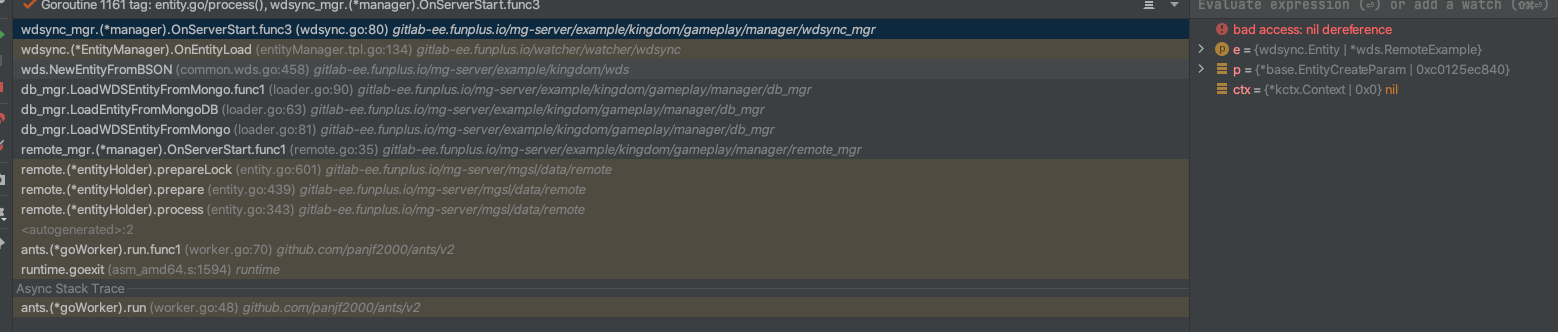 Goroutine 1161 tag: entity.go/process(), wdsync_mgr.(*manager).OnServerStart.func3
wdsync_mgr.(*manager).OnServerStart.func3 (wdsync.go:80) gitlab-ee.funplus.io/mg-server/example/kingdom/gameplay/manager/wdsync_mgr
wdsync.(*EntityManager).OnEntityLoad (entityManager.tpl.go:134) gitlab-ee.funplus.io/watcher/watcher/wdsync
wds.NewEntityFromBSON (common.wds.go:458) gitlab-ee.funplus.io/mg-server/example/kingdom/wds
db_mgr.LoadWDSEntityFromMongo.func1 (loader.go:90) gitlab-ee.funplus.io/mg-server/example/kingdom/gameplay/manager/db_mgr
db_mgr.LoadEntityFromMongoDB (loader.go:63) gitlab-ee.funplus.io/mg-server/example/kingdom/gameplay/manager/db_mgr
db_mgr.LoadWDSEntityFromMongo (loader.go:81) gitlab-ee.funplus.io/mg-server/example/kingdom/gameplay/manager/db_mgr
remote_mgr.(*manager).OnServerStart.func1 (remote.go:35) gitlab-ee.funplus.io/mg-server/example/kingdom/gameplay/manager/remote_mgr
remote.(*entityHolder).prepareLock (entity.go:601) gitlab-ee.funplus.io/mg-server/mgsl/data/remote
remote.(*entityHolder).prepare (entity.go:439) gitlab-ee.funplus.io/mg-server/mgsl/data/remote
remote.(*entityHolder).process (entity.go:343) gitlab-ee.funplus.io/mg-server/mgsl/data/remote
<autogenerated>:2
ants.(*goWorker).run.func1 (worker.go:70) github.com/panjf2000/ants/v2
runtime.goexit (asm_amd64.s:1594) runtime
Async Stack Trace
ants.(*goWorker).run (worker.go:48) github.com/panjf2000/ants/v2
Evaluate expression (⏎) or add a watch (⇧⌘⏎)
bad access: nil dereference
e = {wdsync.Entity | *wds.RemoteExample}
p = {*base.EntityCreateParam | 0xc0125ec840}
ctx = {*kctx.Context | 0x0} nil